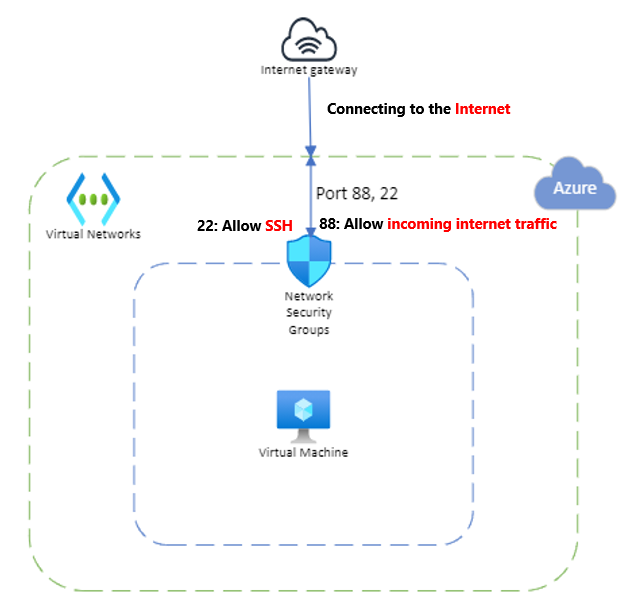 Internet gateway
Connecting to the Internet
Azure
Port 88, 22
Virtual Networks
22: Allow SSH
88: Allow incoming internet traffic
Network
Security
Groups
Virtual Machine